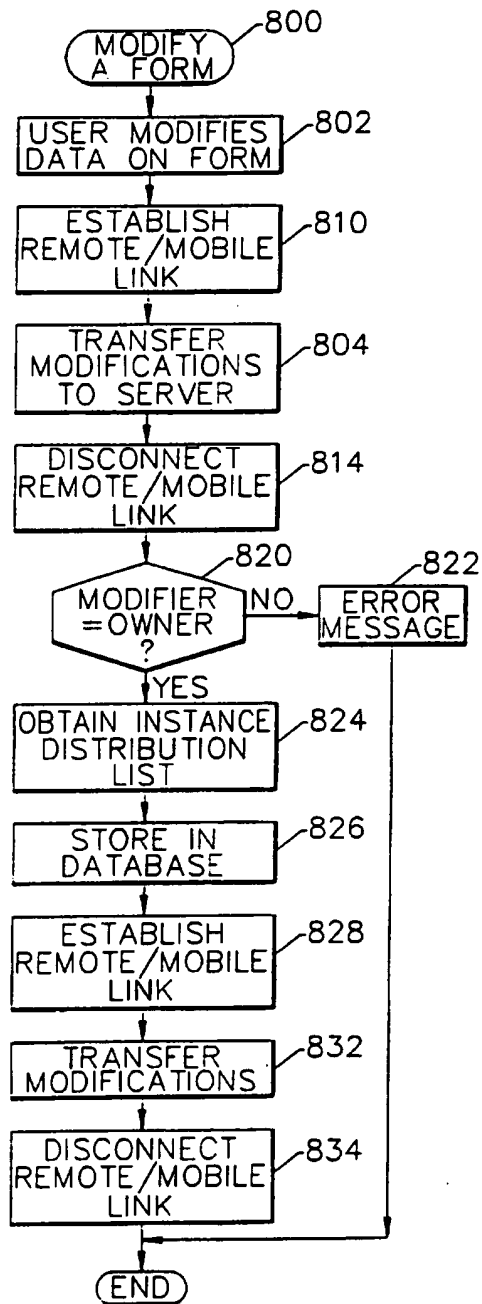 800
MODIFY
A FORM
802
USER MODIFIES
DATA ON FORM
810
ESTABLISH
REMOTE/MOBILE
LINK
804
TRANSFER
MODIFICATIONS
TO SERVER
814
DISCONNECT
REMOTE/MOBILE
LINK
820
MODIFIER
=OWNER
?
NO
822
ERROR
MESSAGE
YES
824
OBTAIN INSTANCE
DISTRIBUTION
LIST
826
STORE IN
DATABASE
828
ESTABLISH
REMOTE/MOBILE
LINK
832
TRANSFER
MODIFICATIONS
834
DISCONNECT
REMOTE/MOBILE
LINK
END